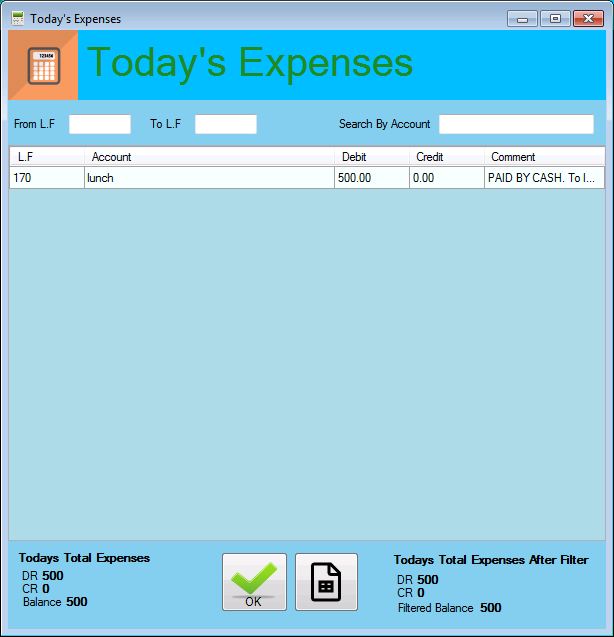 Today's Expenses
123456
Today's Expenses
From L.F To L.F Search By Account
L.F Account Debit Credit Comment
170 lunch 500.00 0.00 PAID BY CASH. To l...
Todays Total Expenses
DR 500
CR 0
Balance 500
OK
Todays Total Expenses After Filter
DR 500
CR 0
Filtered Balance 500